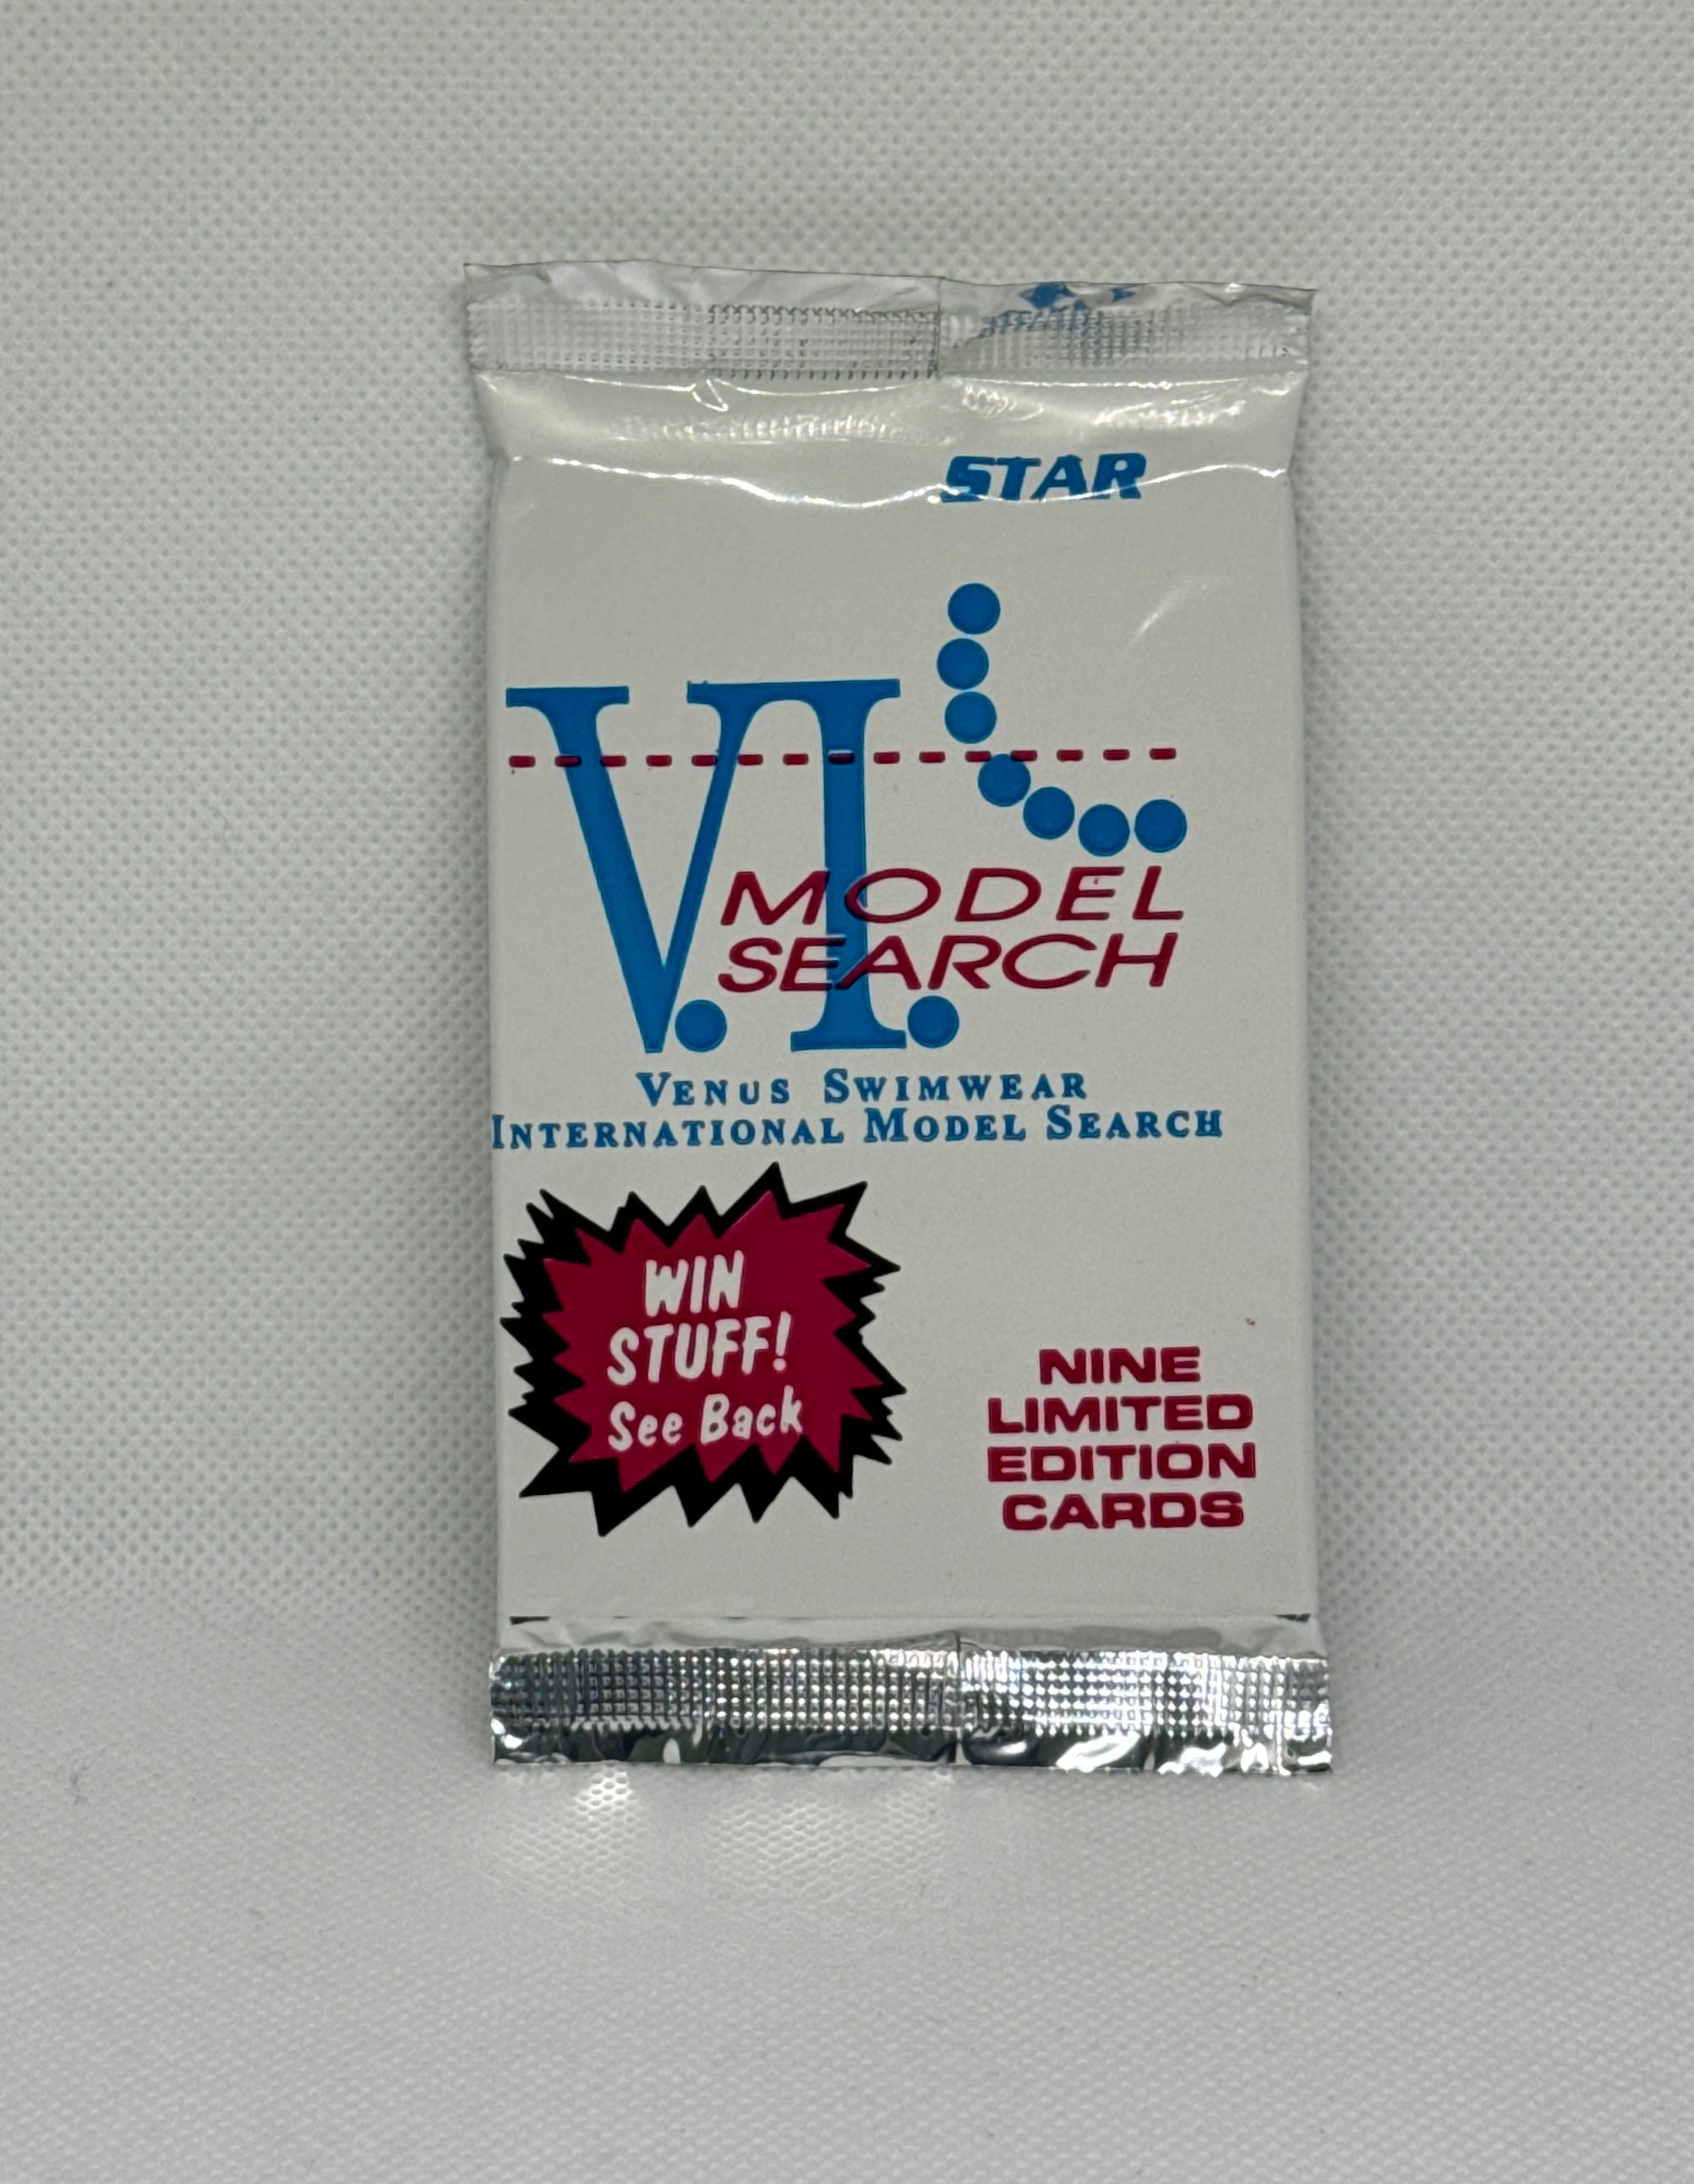 STAR
V.I.
MODEL
SEARCH
VENUS SWIMWEAR
INTERNATIONAL MODEL SEARCH
WIN
STUFF!
See Back
NINE
LIMITED
EDITION
CARDS